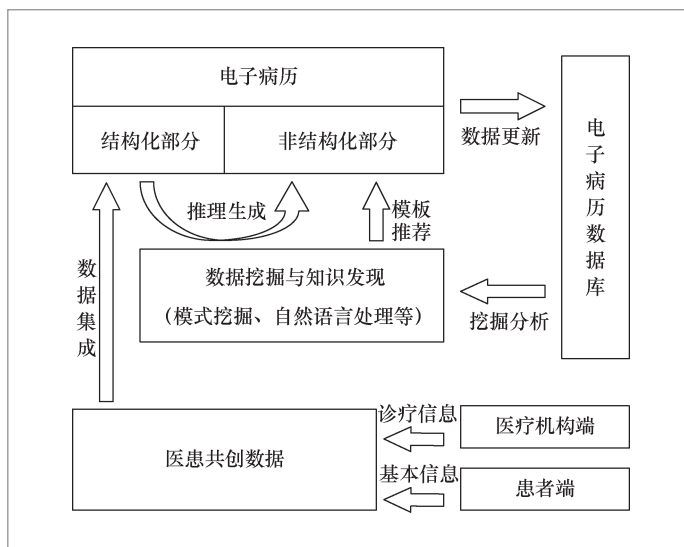 电子病历
结构化部分
非结构化部分
数据更新
电子病历数据库
推理生成
模板
推荐
数据挖掘与知识发现
（模式挖掘、自然语言处理等）
挖掘分析
数据集成
医患共创数据
诊疗信息
医疗机构端
基本信息
患者端